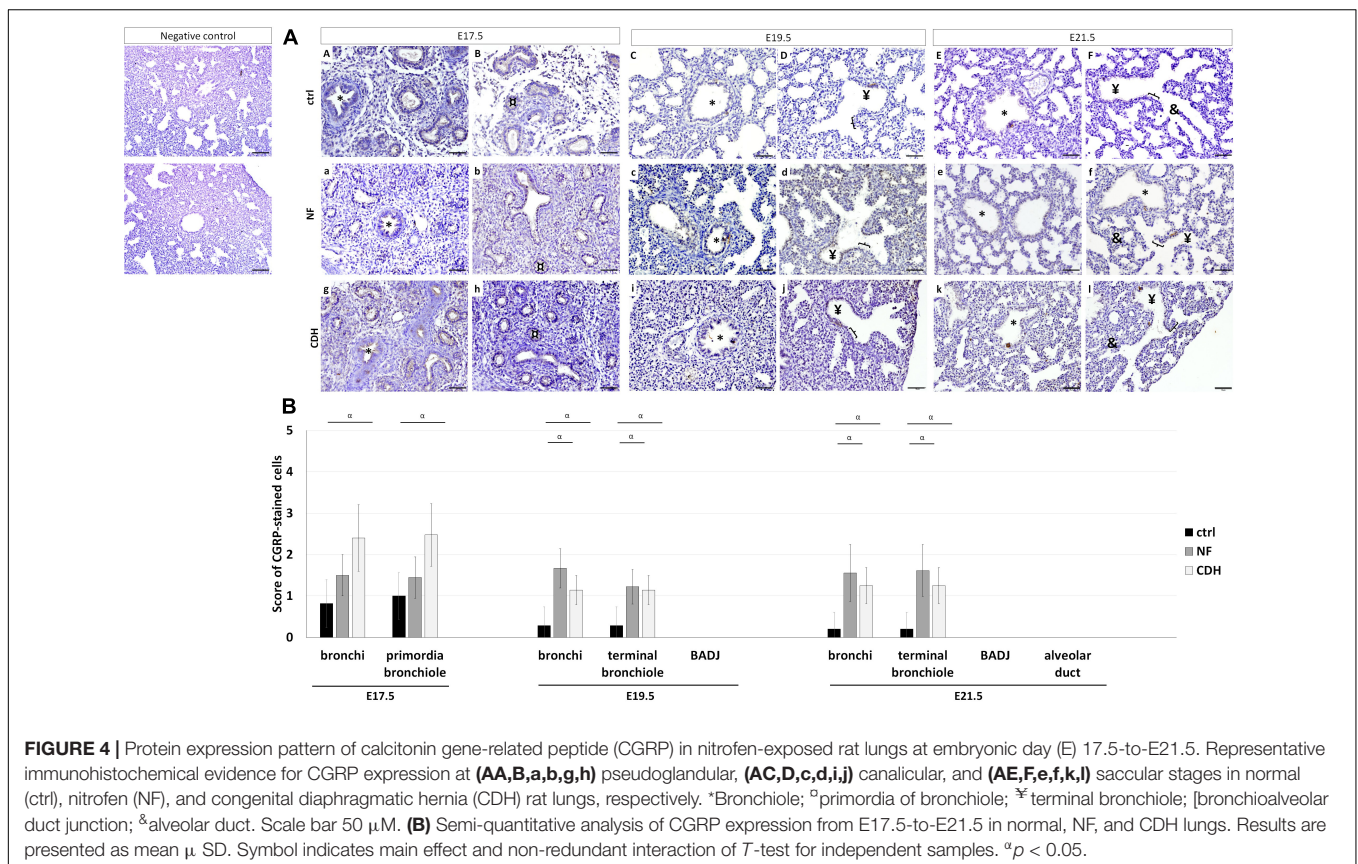 Negative control
A
E17.5
E19.5
E21.5
ctrl
A
*
B
¤
C
*
D
¥
E
*
F
¥
&
NF
a
*
b
¤
c
*
d
¥
e
*
f
*
&
¥
CDH
g
*
h
¤
i
*
j
¥
k
*
l
¥
&
B
α α α α α α
α α α α
Score of CGRP-stained cells
5
4
3
2
1
0
ctrl
NF
CDH
bronchi primordia bronchi terminal BADJ bronchi terminal BADJ alveolar
bronchiole bronchiole bronchiole duct
E17.5 E19.5 E21.5
FIGURE 4 | Protein expression pattern of calcitonin gene-related peptide (CGRP) in nitrofen-exposed rat lungs at embryonic day (E) 17.5-to-E21.5. Representative
immunohistochemical evidence for CGRP expression at (AA,B,a,b,g,h) pseudoglandular, (AC,D,c,d,i,j) canalicular, and (AE,F,e,f,k,l) saccular stages in normal
(ctrl), nitrofen (NF), and congenital diaphragmatic hernia (CDH) rat lungs, respectively. *Bronchiole; ¤primordia of bronchiole; ¥ terminal bronchiole; [bronchioalveolar
duct junction; &alveolar duct. Scale bar 50 μM. (B) Semi-quantitative analysis of CGRP expression from E17.5-to-E21.5 in normal, NF, and CDH lungs. Results are
presented as mean μ SD. Symbol indicates main effect and non-redundant interaction of T-test for independent samples. αp < 0.05.